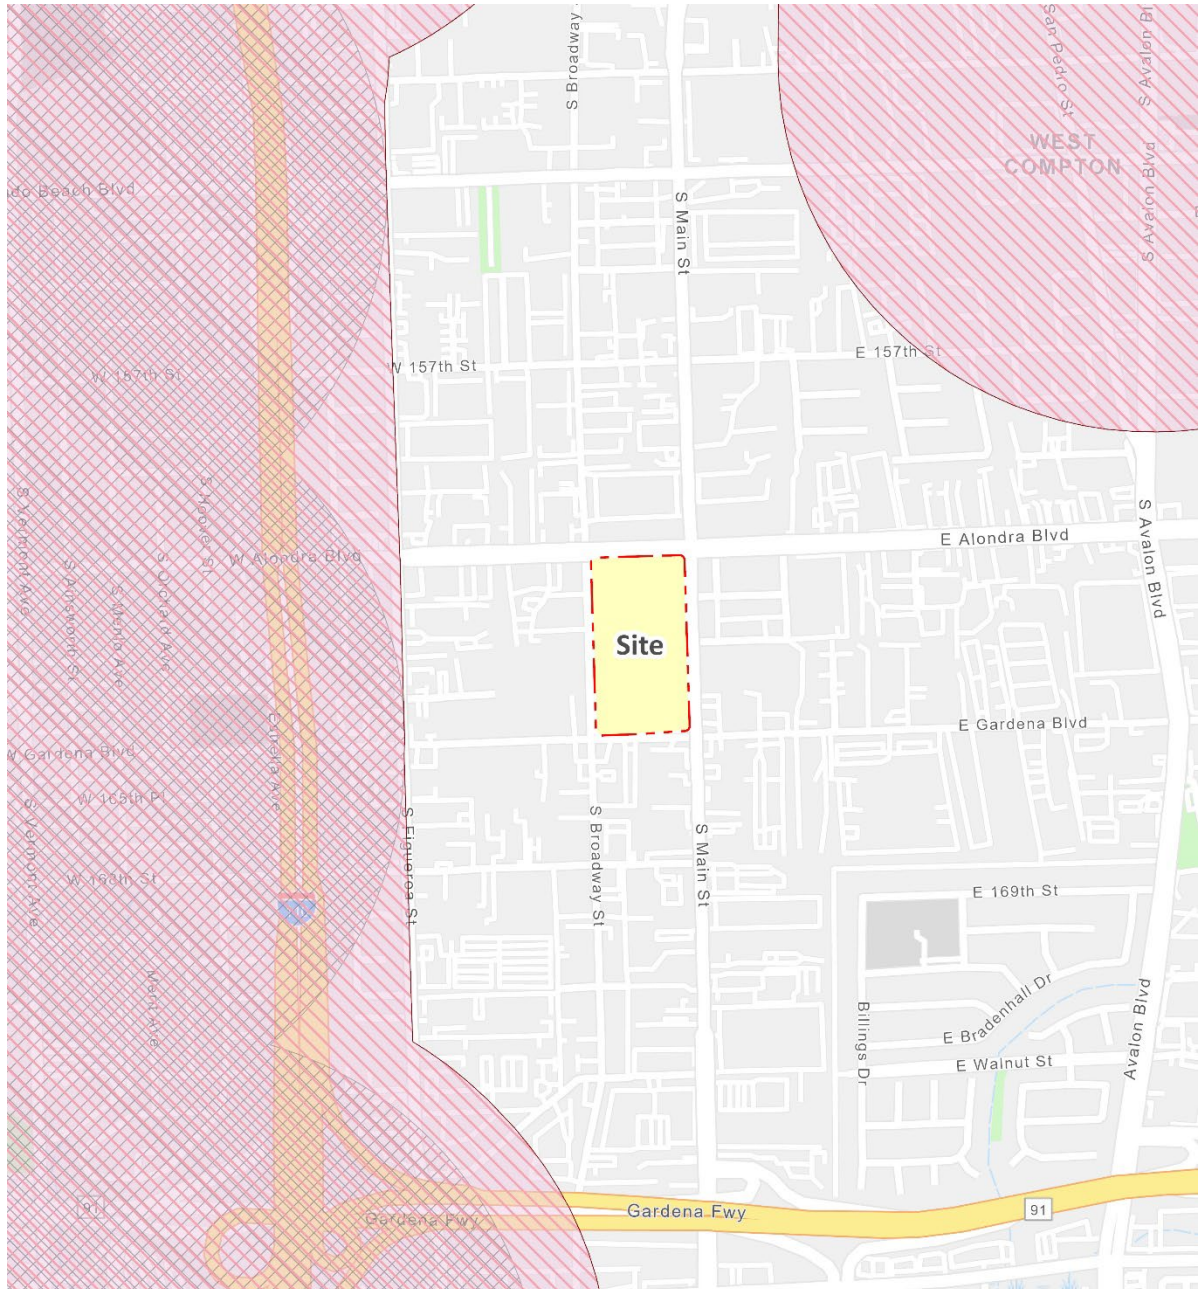 San Pedro St
S Avalon Bl
S Broadway
WEST
COMPTON
S Avalon Blvd
S Avalon Blvd
do Beach Blvd
S Main St
E 157th St
W 157th St
W 157th St
S Hoover St
S Vermont Ave
E Alondra Blvd
W Alondra Blvd
S Avalon Blvd
S Orchard Ave
S Ainsworth St
S Menlo Ave
Site
E Gardena Blvd
W Gardena Blvd
Estrella Ave
W 165th Pl
S Vermont Ave
S Figueroa St
S Broadway St
S Main St
W 168th St
E 169th St
E Bradenhall Dr
Billings Dr
Avalon Blvd
E Walnut St
91
Gardena Fwy
Gardena Fwy
91